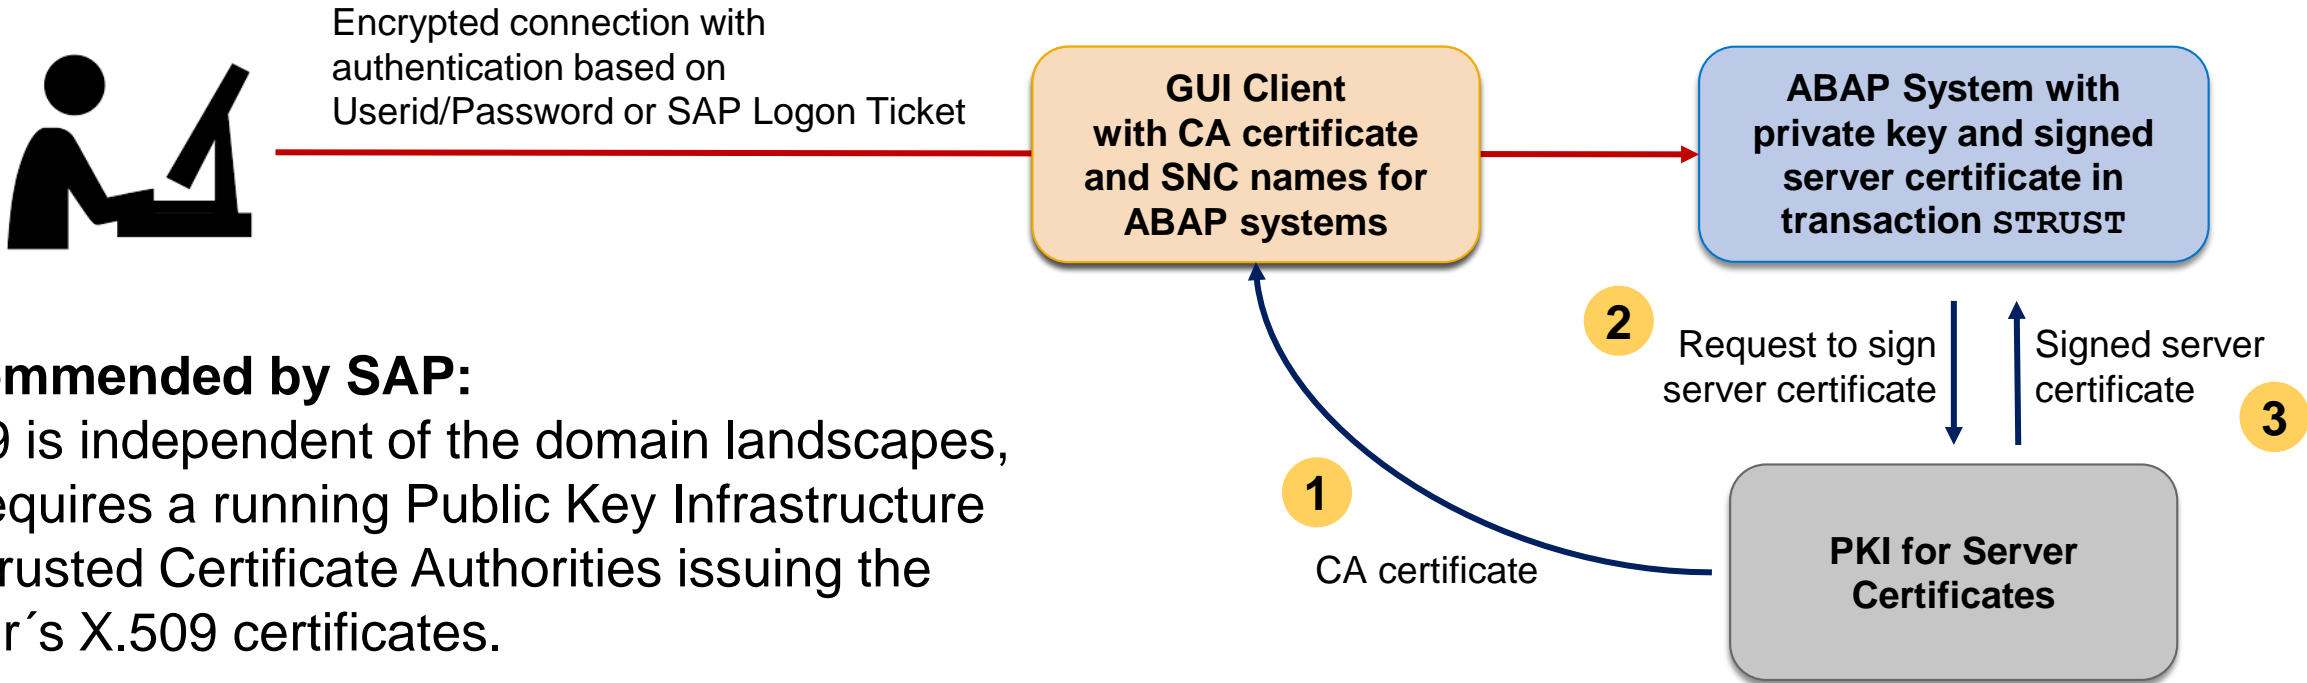 Encrypted connection with
authentication based on
Userid/Password or SAP Logon Ticket
GUI Client
with CA certificate
and SNC names for
ABAP systems
ABAP System with
private key and signed
server certificate in
transaction STRUST
2
Request to sign
server certificate
Signed server
certificate
3
1
CA certificate
PKI for Server
Certificates
ommended by SAP:
9 is independent of the domain landscapes,
equires a running Public Key Infrastructure
rusted Certificate Authorities issuing the
r´s X.509 certificates.